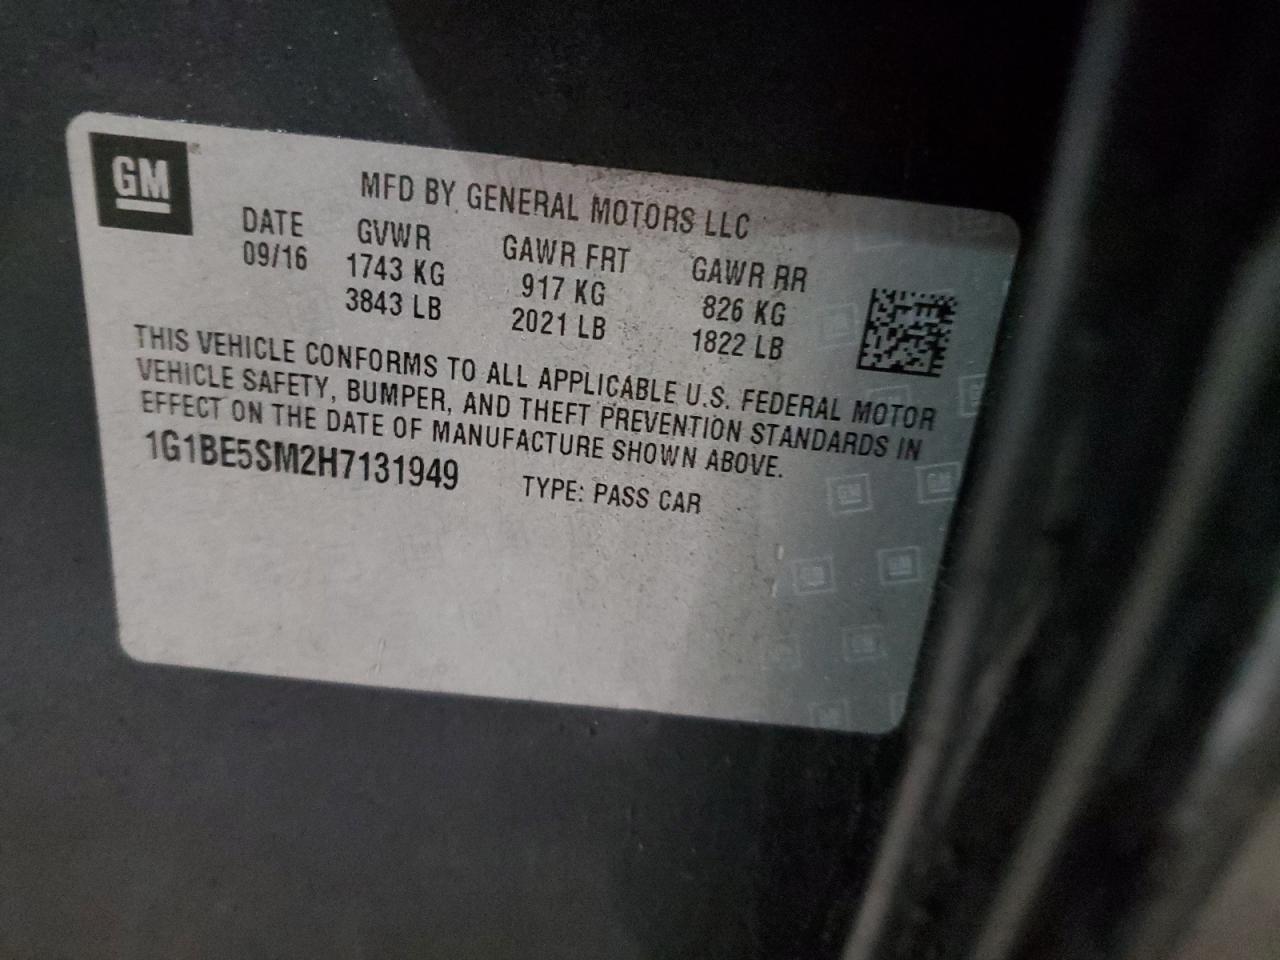 GM
MFD BY GENERAL MOTORS LLC
DATE GVWR GAWR FRT GAWR RR
09/16 1743 KG 917 KG 826 KG
3843 LB 2021 LB 1822 LB
THIS VEHICLE CONFORMS TO ALL APPLICABLE U.S. FEDERAL MOTOR
VEHICLE SAFETY, BUMPER, AND THEFT PREVENTION STANDARDS IN
EFFECT ON THE DATE OF MANUFACTURE SHOWN ABOVE.
1G1BE5SM2H7131949 TYPE: PASS CAR